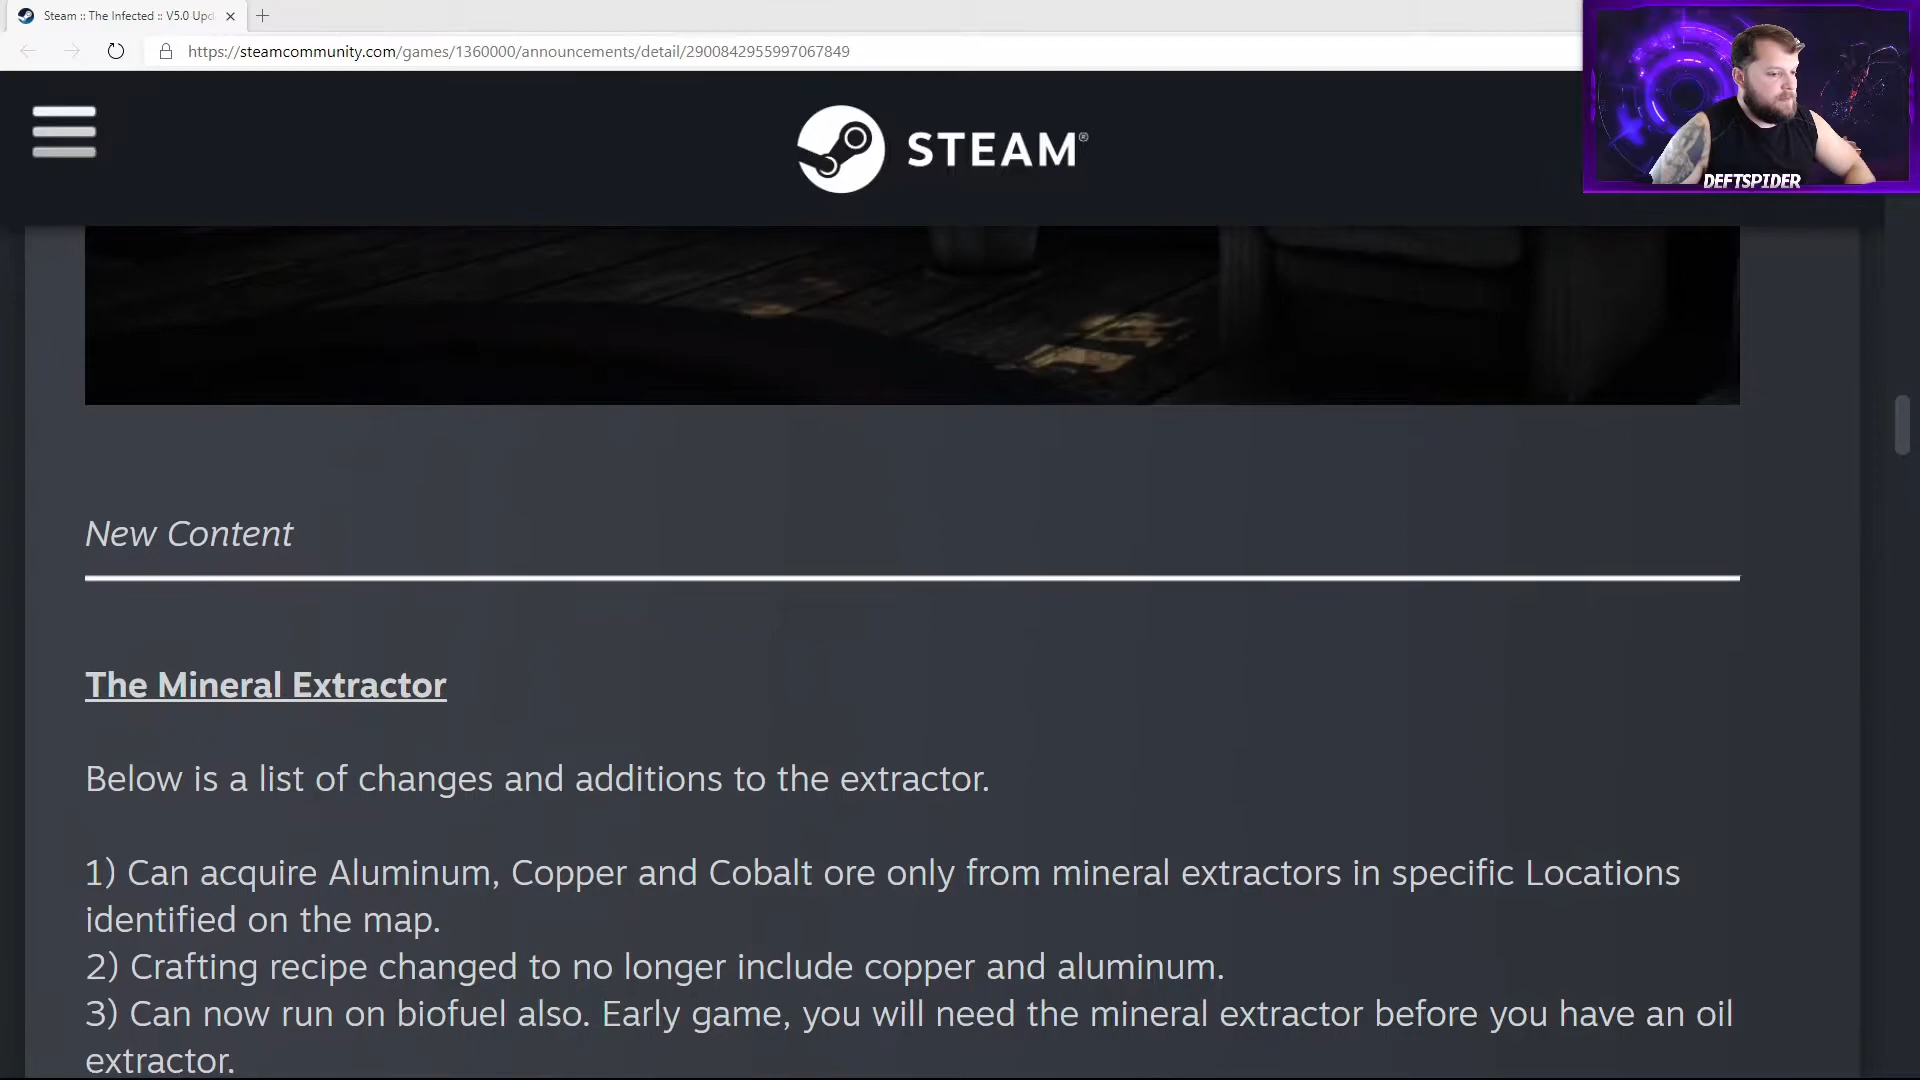 Steam :: The Infected :: V5.0 Upd
https://steamcommunity.com/games/1360000/announcements/detail/2900842955997067849
STEAM®
DEFTSPIDER
New Content
The Mineral Extractor
Below is a list of changes and additions to the extractor.
1) Can acquire Aluminum, Copper and Cobalt ore only from mineral extractors in specific Locations
identified on the map.
2) Crafting recipe changed to no longer include copper and aluminum.
3) Can now run on biofuel also. Early game, you will need the mineral extractor before you have an oil
extractor.